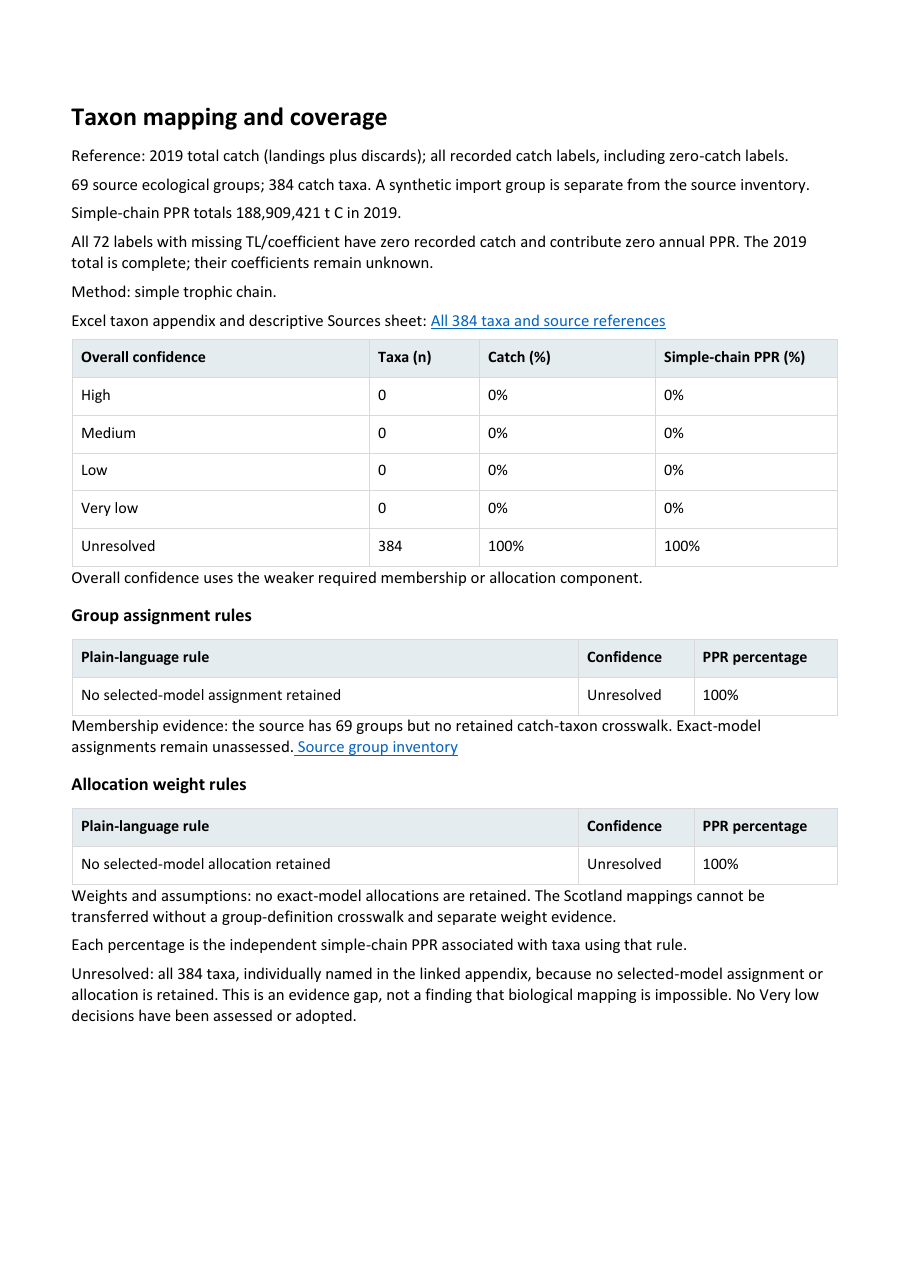 Taxon mapping and coverage
Reference: 2019 total catch (landings plus discards); all recorded catch labels, including zero-catch labels.
69 source ecological groups; 384 catch taxa. A synthetic import group is separate from the source inventory.
Simple-chain PPR totals 188,909,421 t C in 2019.
All 72 labels with missing TL/coefficient have zero recorded catch and contribute zero annual PPR. The 2019
total is complete; their coefficients remain unknown.
Method: simple trophic chain.
Excel taxon appendix and descriptive Sources sheet: All 384 taxa and source references
Overall confidence Taxa (n) Catch (%) Simple-chain PPR (%)
High 0 0% 0%
Medium 0 0% 0%
Low 0 0% 0%
Very low 0 0% 0%
Unresolved 384 100% 100%
Overall confidence uses the weaker required membership or allocation component.
Group assignment rules
Plain-language rule Confidence PPR percentage
No selected-model assignment retained Unresolved 100%
Membership evidence: the source has 69 groups but no retained catch-taxon crosswalk. Exact-model
assignments remain unassessed. Source group inventory
Allocation weight rules
Plain-language rule Confidence PPR percentage
No selected-model allocation retained Unresolved 100%
Weights and assumptions: no exact-model allocations are retained. The Scotland mappings cannot be
transferred without a group-definition crosswalk and separate weight evidence.
Each percentage is the independent simple-chain PPR associated with taxa using that rule.
Unresolved: all 384 taxa, individually named in the linked appendix, because no selected-model assignment or
allocation is retained. This is an evidence gap, not a finding that biological mapping is impossible. No Very low
decisions have been assessed or adopted.